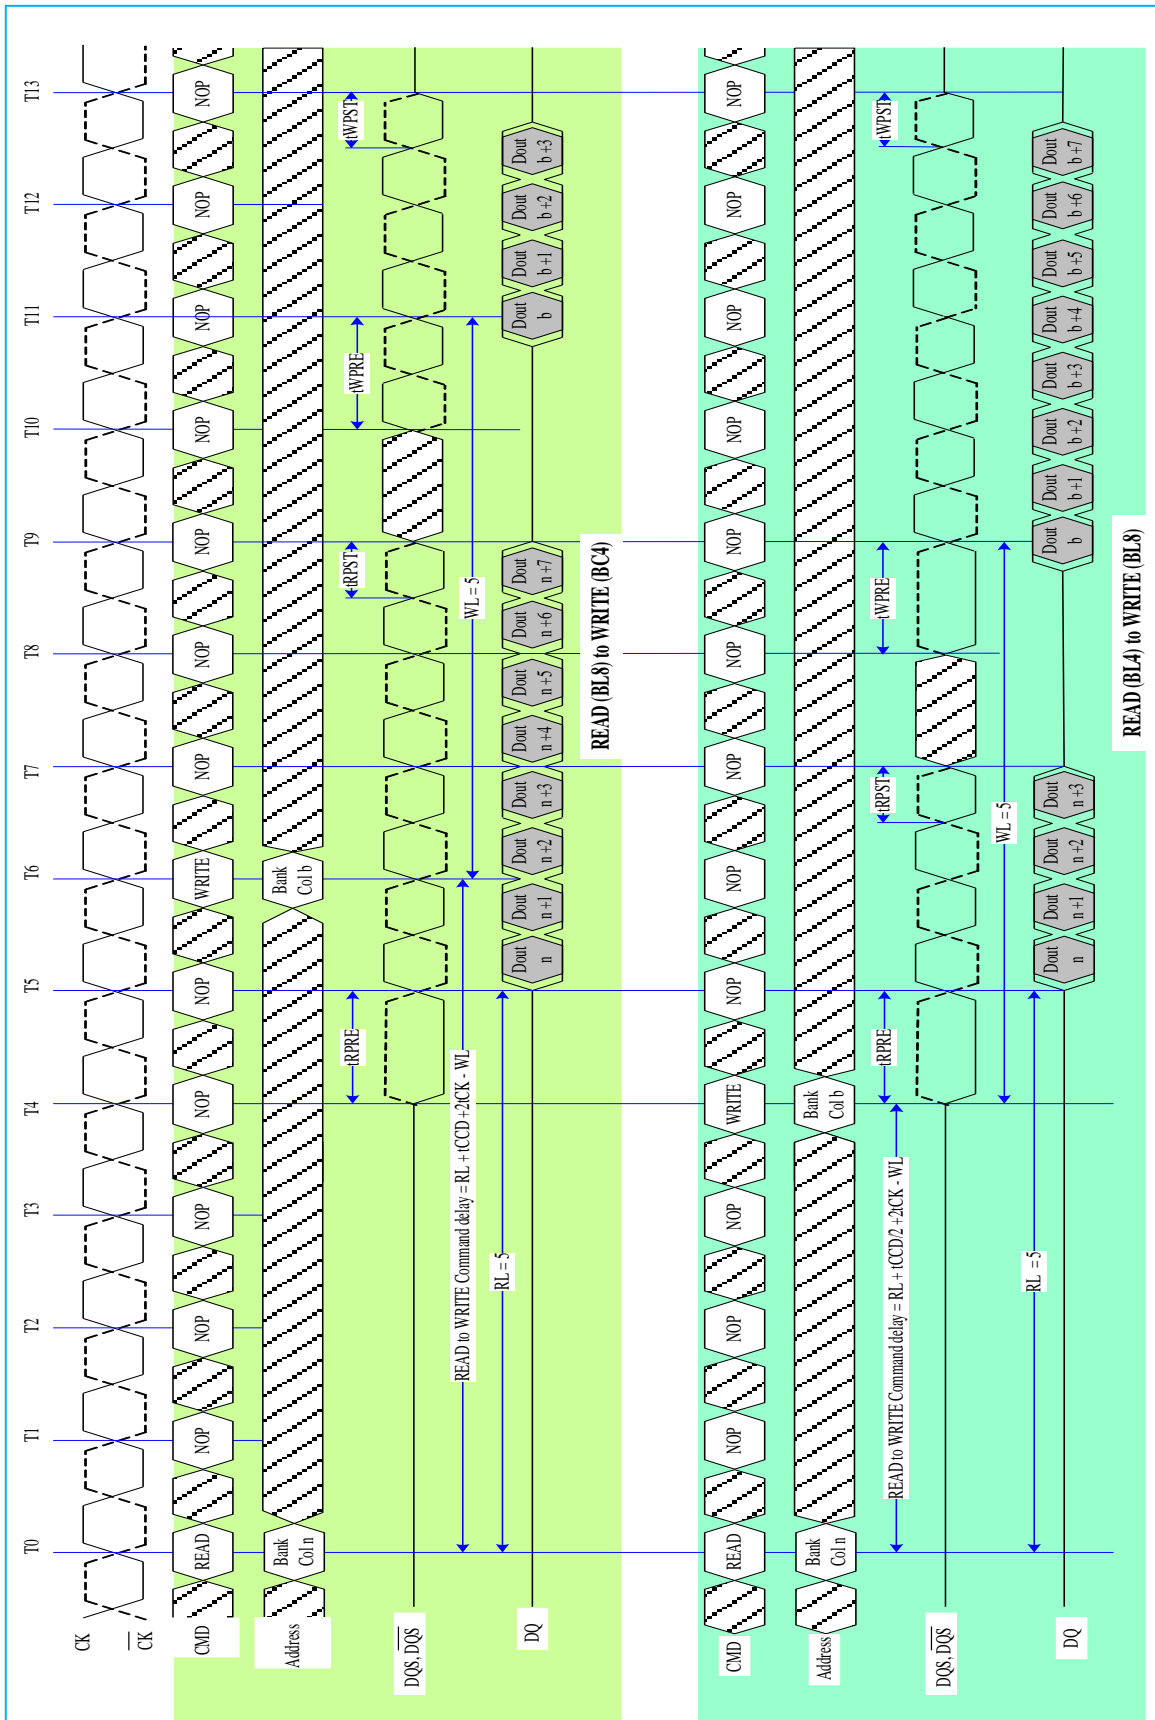 T0 T1 T2 T3 T4 T5 T6 T7 T8 T9 T10 T11 T12 T13
CK
CK
CMD READ NOP NOP NOP NOP NOP WRITE NOP NOP NOP NOP NOP NOP NOP
Address Bank Col n Bank Col b
tRPRE tRPST tWPRE tWPST
DQS, DQS
READ to WRITE Command delay = RL + tCCD + 2tCK - WL WL = 5
RL = 5
DQ Dout n Dout n+1 Dout n+2 Dout n+3 Dout n+4 Dout n+5 Dout n+6 Dout n+7 Dout b Dout b+1 Dout b+2 Dout b+3
READ (BL8) to WRITE (BC4)
CMD READ NOP NOP NOP WRITE NOP NOP NOP NOP NOP NOP NOP NOP NOP
Address Bank Col n Bank Col b
tRPRE tRPST tWPRE tWPST
READ to WRITE Command delay = RL + tCCD/2 + 2tCK - WL
DQS, DQS
WL = 5
RL = 5
DQ Dout n Dout n+1 Dout n+2 Dout n+3 Dout b Dout b+1 Dout b+2 Dout b+3 Dout b+4 Dout b+5 Dout b+6 Dout b+7
READ (BL4) to WRITE (BL8)